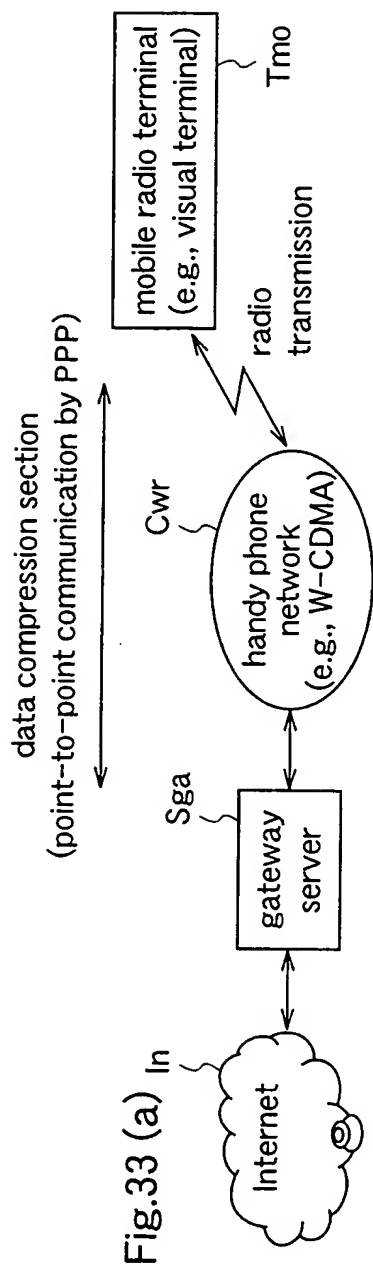 Fig.33 (a)
data compression section
(point-to-point communication by PPP)
In
Internet
Sga
gateway
server
Cwr
handy phone
network
(e.g., W-CDMA)
radio
transmission
mobile radio terminal
(e.g., visual terminal)
Tmo